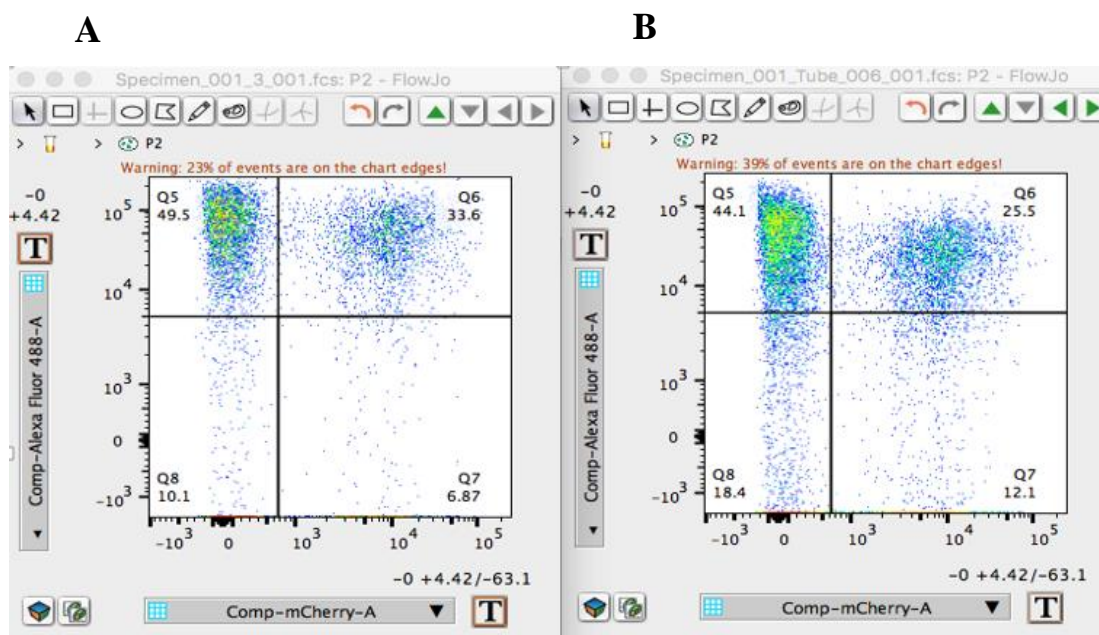 A
B
Specimen_001_3_001.fcs: P2 - FlowJo
T
> > P2
Warning: 23% of events are on the chart edges!
-0
+4.42
T
Comp-Alexa Fluor 488-A
Q5
49.5
Q6
33.6
Q8
10.1
Q7
6.87
10^5
10^4
10^3
0
-10^3
-10^3
0
10^3
10^4
10^5
-0 +4.42/-63.1
Comp-mCherry-A
T
Specimen_001_Tube_006_001.fcs: P2 - FlowJo
> > P2
Warning: 39% of events are on the chart edges!
-0
+4.42
T
Comp-Alexa Fluor 488-A
Q5
44.1
Q6
25.5
Q8
18.4
Q7
12.1
10^5
10^4
10^3
0
-10^3
-10^3
0
10^3
10^4
10^5
-0 +4.42/-63.1
Comp-mCherry-A
T